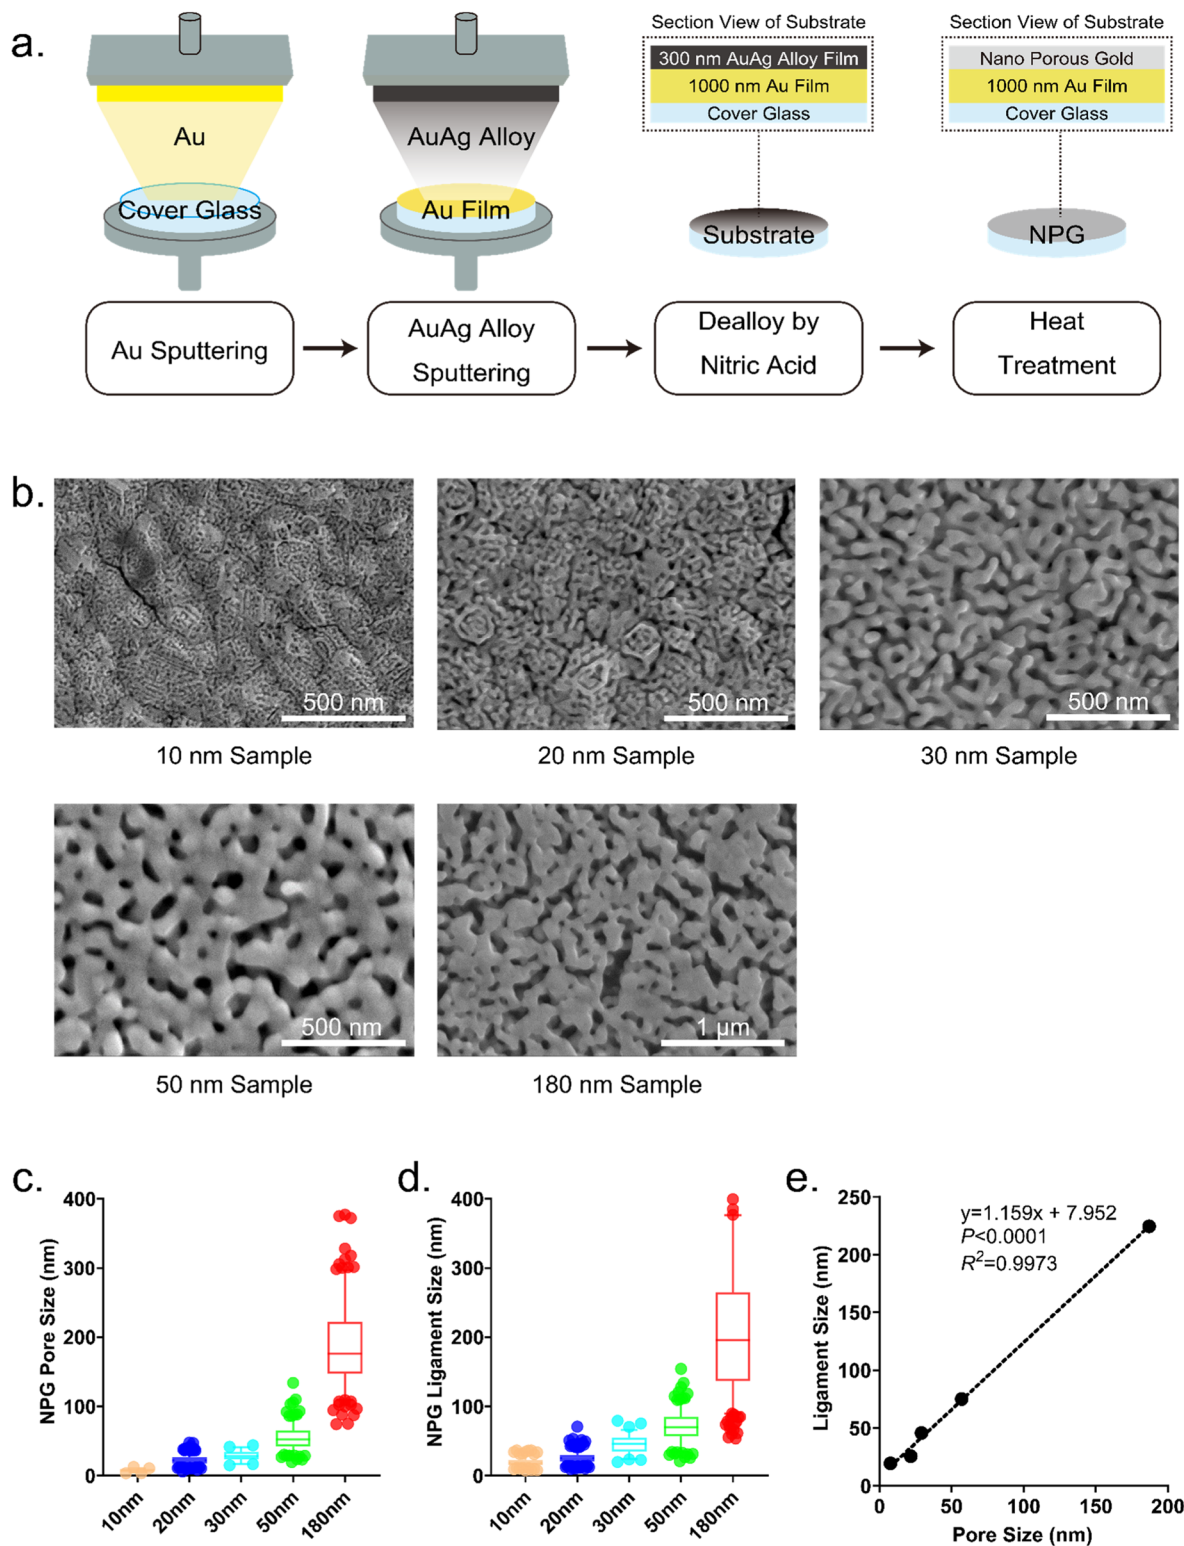 a.
Au
Cover Glass
AuAg Alloy
Au Film
Section View of Substrate
300 nm AuAg Alloy Film
1000 nm Au Film
Cover Glass
Substrate
Section View of Substrate
Nano Porous Gold
1000 nm Au Film
Cover Glass
NPG
Au Sputtering
AuAg Alloy
Sputtering
Dealloy by
Nitric Acid
Heat
Treatment
b.
500 nm
10 nm Sample
500 nm
20 nm Sample
500 nm
30 nm Sample
500 nm
50 nm Sample
1 μm
180 nm Sample
c.
NPG Pore Size (nm)
400
300
200
100
0
10nm
20nm
30nm
50nm
180nm
d.
NPG Ligament Size (nm)
400
300
200
100
0
10nm
20nm
30nm
50nm
180nm
e.
Ligament Size (nm)
250
200
150
100
50
0
y=1.159x + 7.952
P<0.0001
R²=0.9973
0
50
100
150
200
Pore Size (nm)